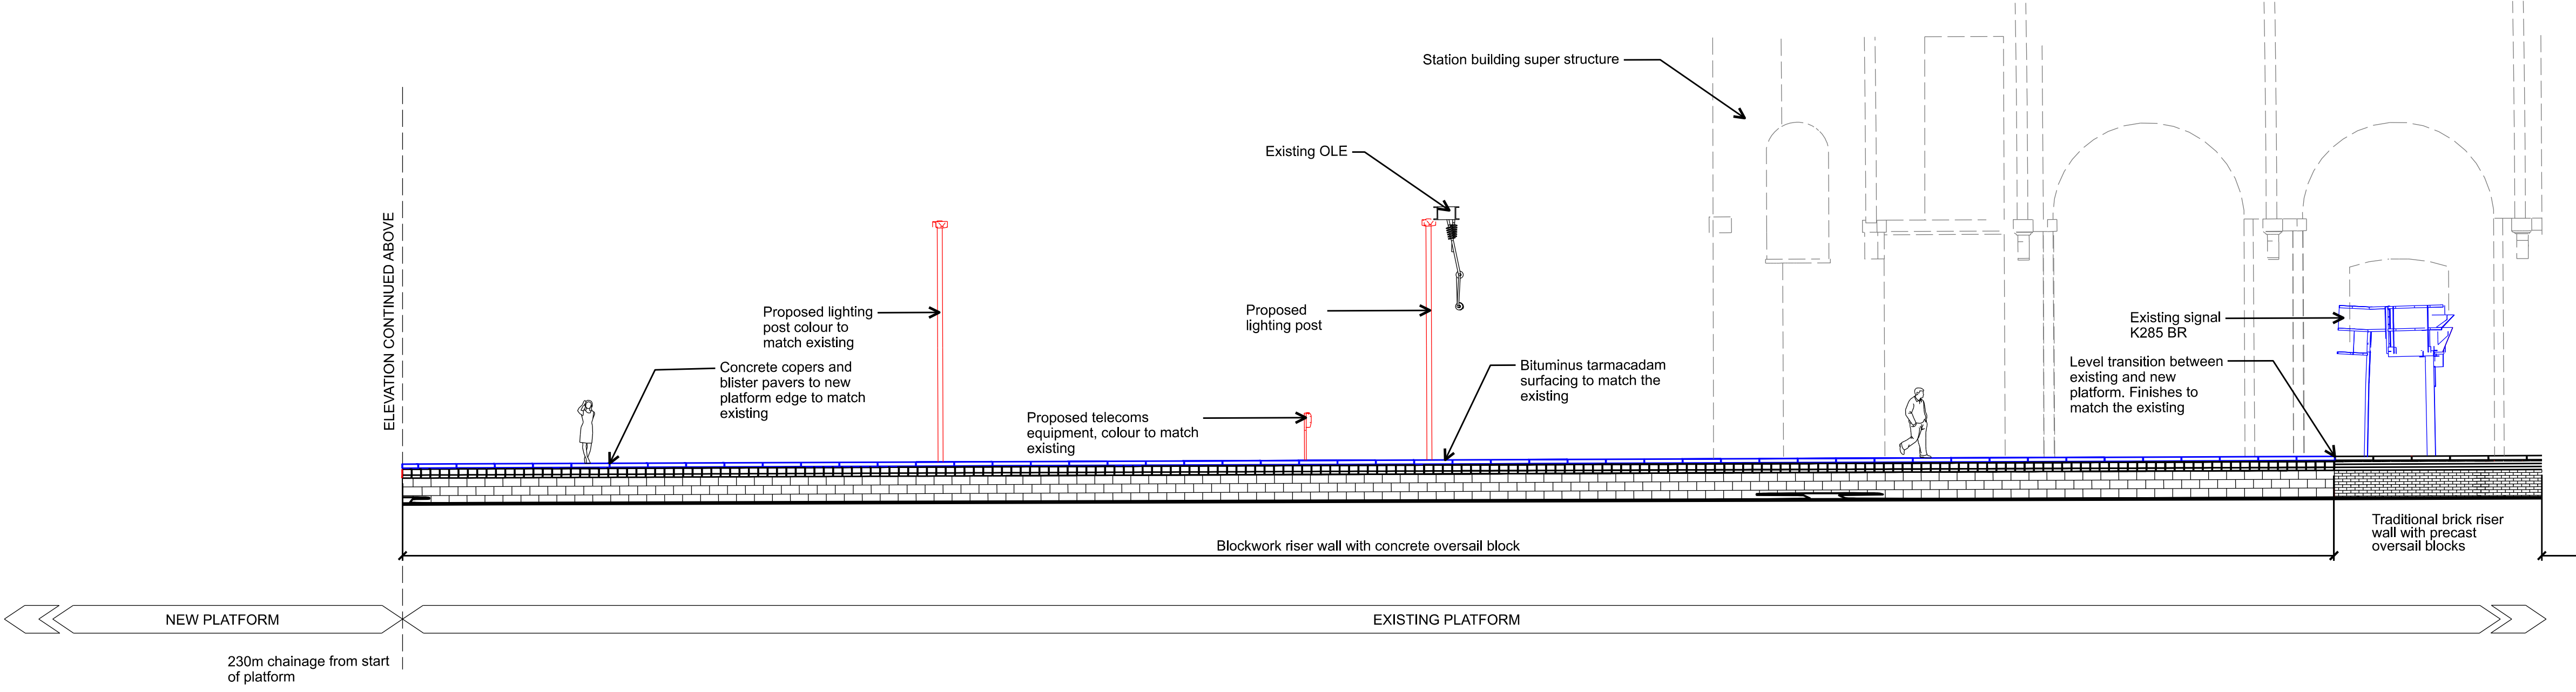 Station building super structure
Existing OLE
ELEVATION CONTINUED ABOVE
Proposed lighting
post colour to
match existing
Proposed
lighting post
Existing signal
K285 BR
Concrete copers and
blister pavers to new
platform edge to match
existing
Bituminus tarmacadam
surfacing to match the
existing
Level transition between
existing and new
platform. Finishes to
match the existing
Proposed telecoms
equipment, colour to match
existing
Blockwork riser wall with concrete oversail block
Traditional brick riser
wall with precast
oversail blocks
NEW PLATFORM
EXISTING PLATFORM
230m chainage from start
of platform